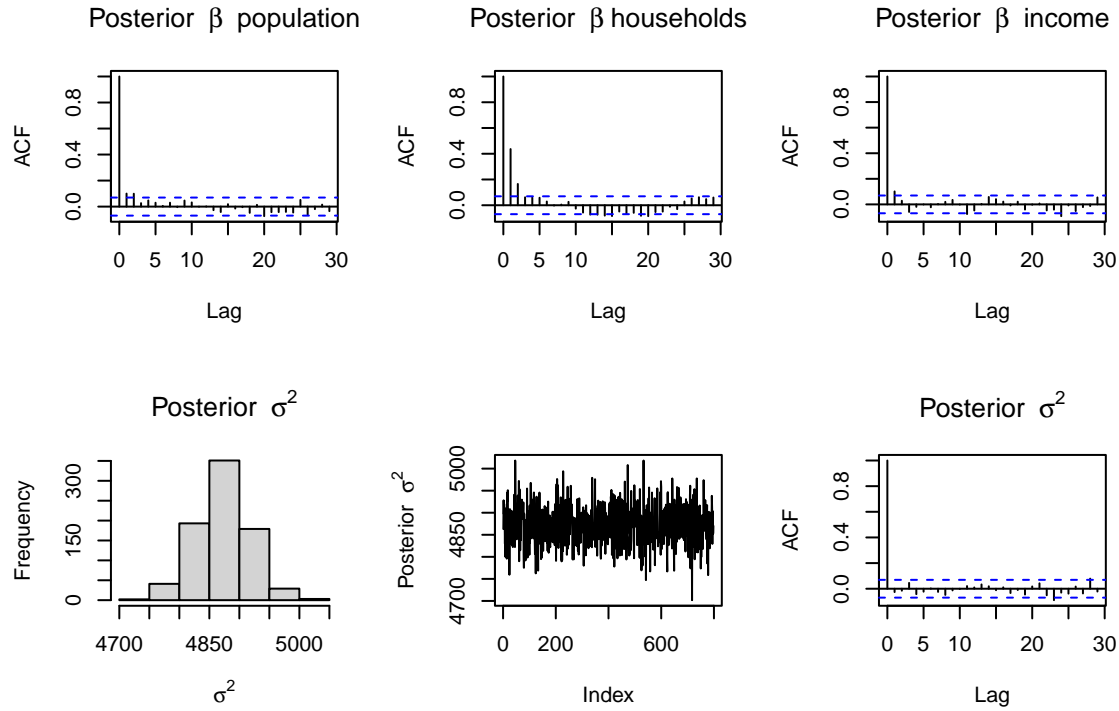 Posterior β population
ACF
0.0 0.4 0.8
0 5 10 20 30
Lag
Posterior β households
ACF
0.0 0.4 0.8
0 5 10 20 30
Lag
Posterior β income
ACF
0.0 0.4 0.8
0 5 10 20 30
Lag
Posterior σ²
Frequency
0 150 300
4700 4850 5000
σ²
Posterior σ²
4700 4850 5000
0 200 600
Index
Posterior σ²
ACF
0.0 0.4 0.8
0 5 10 20 30
Lag